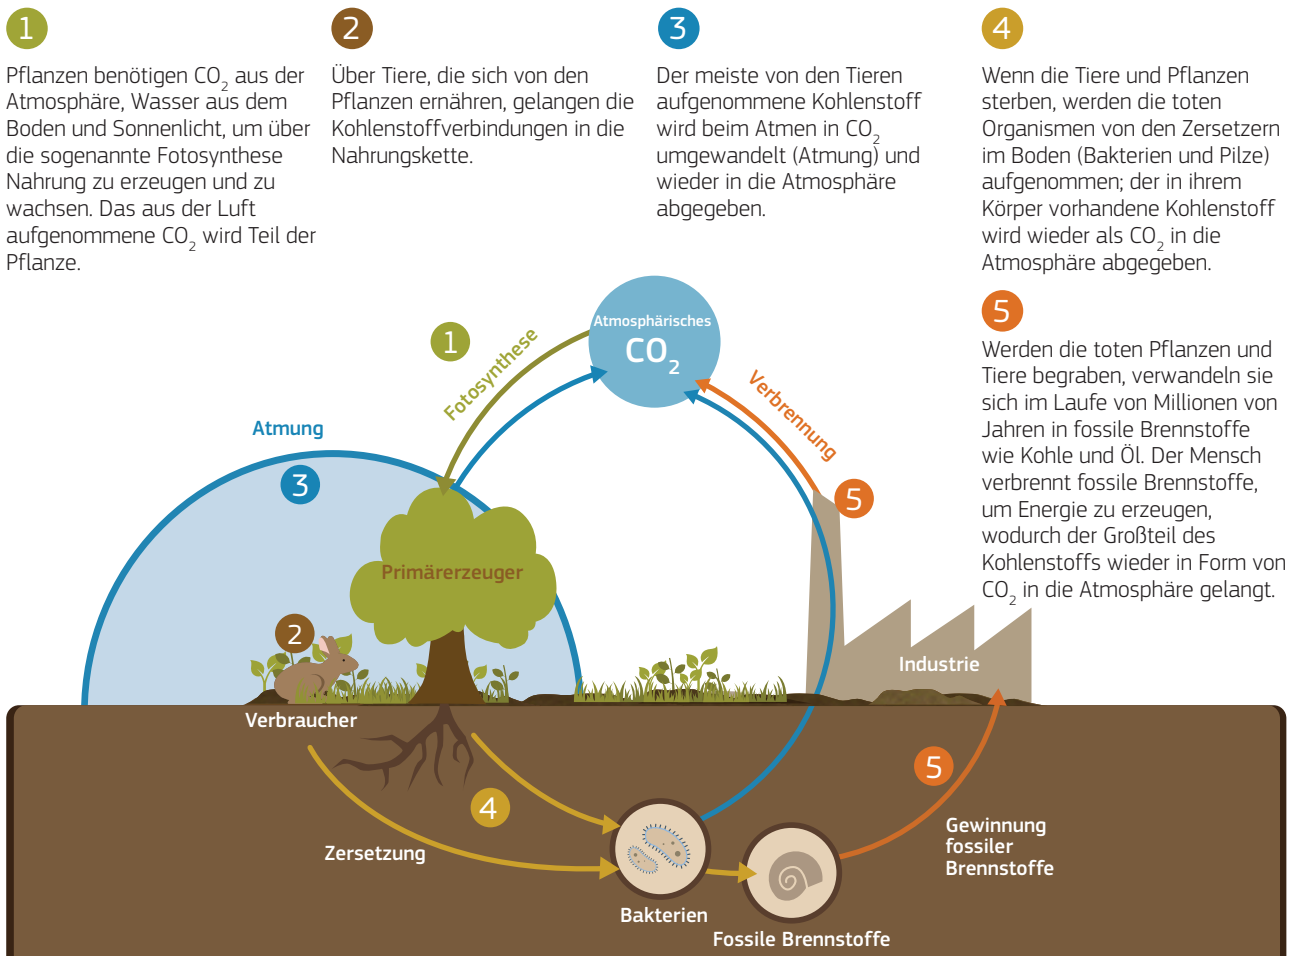 1
Pflanzen benötigen CO₂ aus der
Atmosphäre, Wasser aus dem
Boden und Sonnenlicht, um über
die sogenannte Fotosynthese
Nahrung zu erzeugen und zu
wachsen. Das aus der Luft
aufgenommene CO₂ wird Teil der
Pflanze.
2
Über Tiere, die sich von den
Pflanzen ernähren, gelangen die
Kohlenstoffverbindungen in die
Nahrungskette.
3
Der meiste von den Tieren
aufgenommene Kohlenstoff
wird beim Atmen in CO₂
umgewandelt (Atmung) und
wieder in die Atmosphäre
abgegeben.
4
Wenn die Tiere und Pflanzen
sterben, werden die toten
Organismen von den Zersetzern
im Boden (Bakterien und Pilze)
aufgenommen; der in ihrem
Körper vorhandene Kohlenstoff
wird wieder als CO₂ in die
Atmosphäre abgegeben.
5
Werden die toten Pflanzen und
Tiere begraben, verwandeln sie
sich im Laufe von Millionen von
Jahren in fossile Brennstoffe
wie Kohle und Öl. Der Mensch
verbrennt fossile Brennstoffe,
um Energie zu erzeugen,
wodurch der Großteil des
Kohlenstoffs wieder in Form von
CO₂ in die Atmosphäre gelangt.
Atmosphärisches
CO₂
1
Fotosynthese
Verbrennung
Atmung
3
5
Primärerzeuger
2
Industrie
Verbraucher
5
4
Zersetzung
Gewinnung
fossiler
Brennstoffe
Bakterien
Fossile Brennstoffe